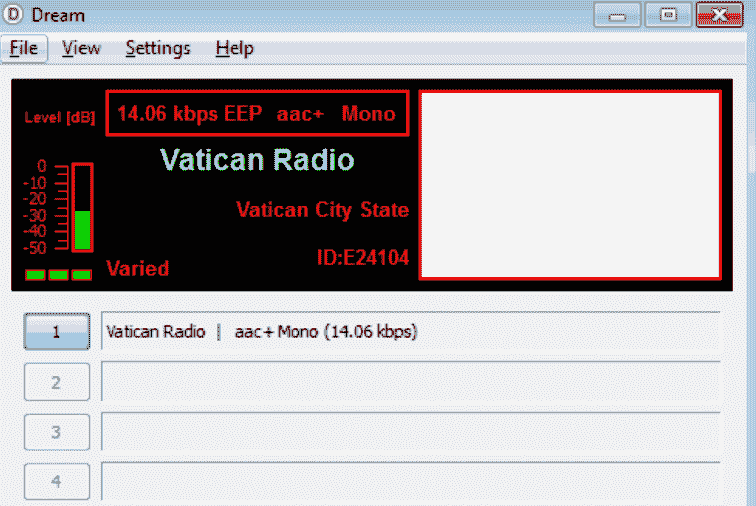 Dream
File View Settings Help
Level [dB]
14.06 kbps EEP aac+ Mono
Vatican Radio
0
-10
-20
-30
-40
-50
Vatican City State
ID:E24104
Varied
1 Vatican Radio | aac+ Mono (14.06 kbps)
2
3
4